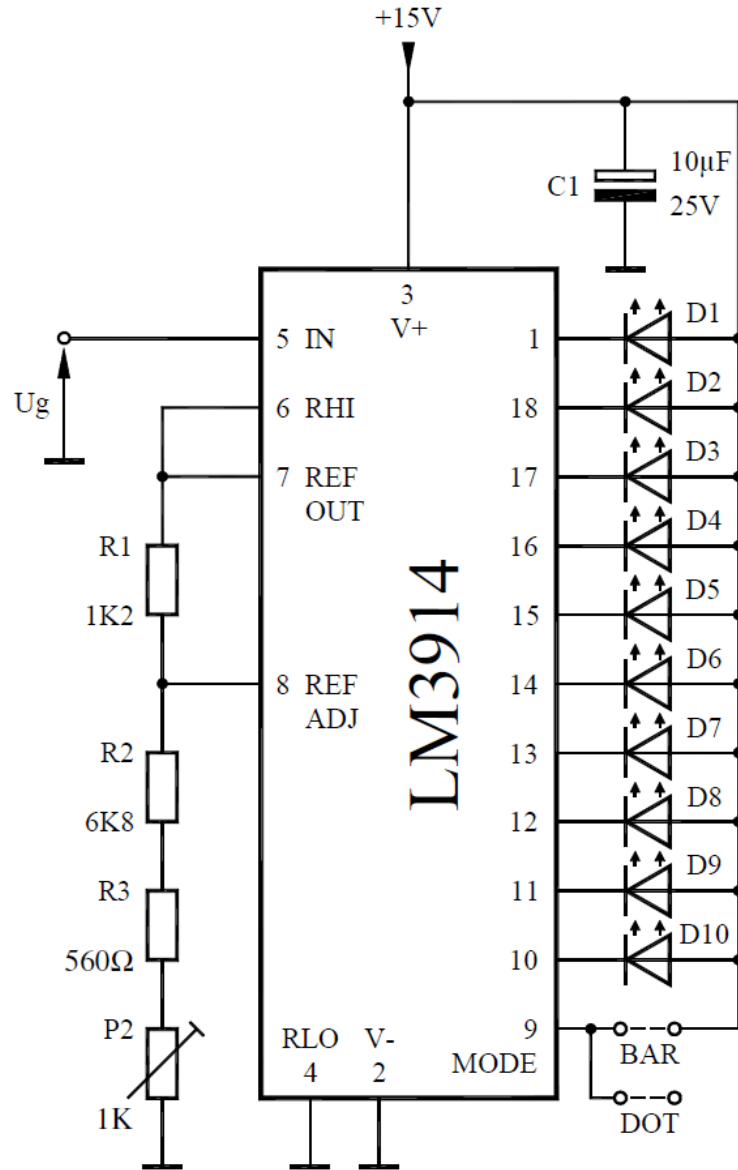 +15V
10µF
C1
25V
3
V+
5 IN
1
D1
Ug
6 RHI
18
D2
7 REF
OUT
17
D3
R1
1K2
16
D4
15
D5
8 REF
ADJ
14
D6
LM3914
R2
6K8
13
D7
12
D8
R3
560Ω
11
D9
10
D10
P2
1K
RLO
4
V-
2
9
MODE
BAR
DOT